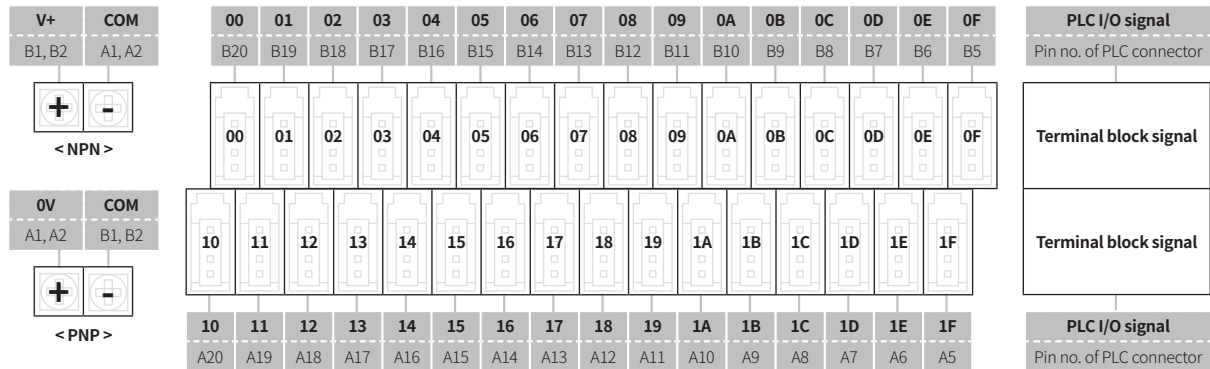 V+ COM
B1, B2 A1, A2
+ -
< NPN >
0V COM
A1, A2 B1, B2
+ -
< PNP >
00 01 02 03 04 05 06 07 08 09 0A 0B 0C 0D 0E 0F
B20 B19 B18 B17 B16 B15 B14 B13 B12 B11 B10 B9 B8 B7 B6 B5
00 01 02 03 04 05 06 07 08 09 0A 0B 0C 0D 0E 0F
10 11 12 13 14 15 16 17 18 19 1A 1B 1C 1D 1E 1F
10 11 12 13 14 15 16 17 18 19 1A 1B 1C 1D 1E 1F
A20 A19 A18 A17 A16 A15 A14 A13 A12 A11 A10 A9 A8 A7 A6 A5
PLC I/O signal
Pin no. of PLC connector
Terminal block signal
Terminal block signal
PLC I/O signal
Pin no. of PLC connector